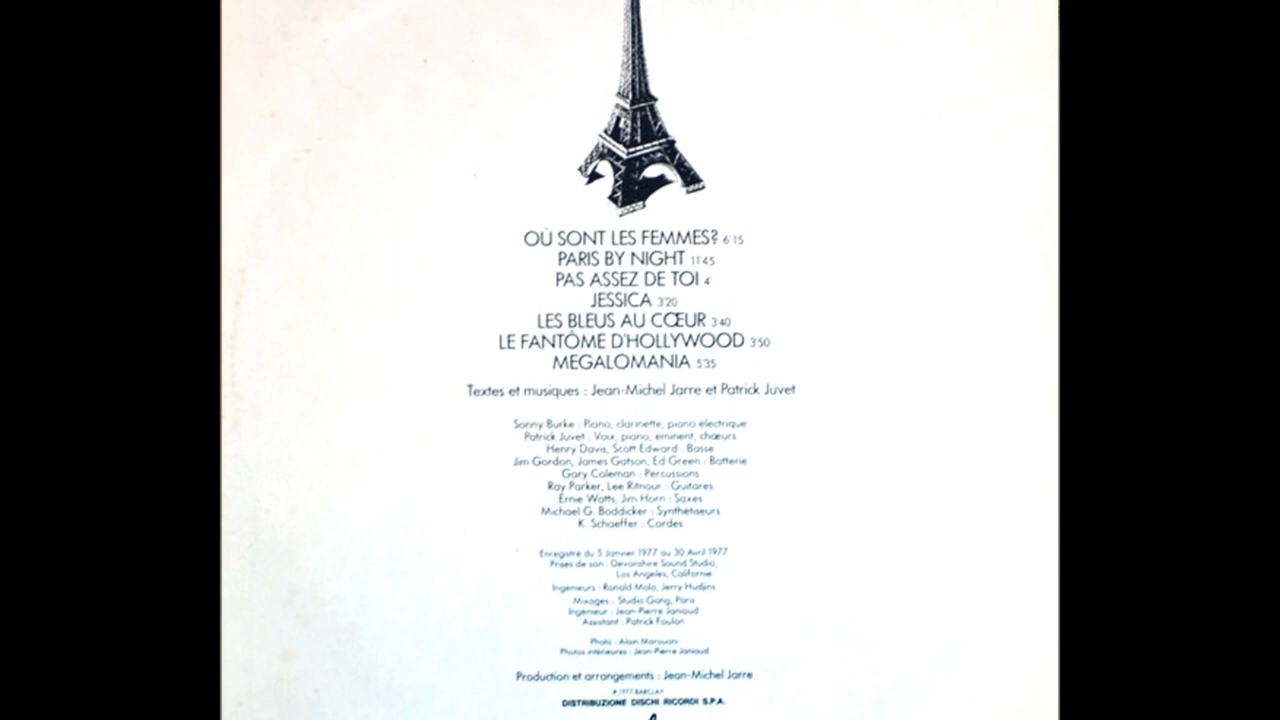 OÙ SONT LES FEMMES? 6'15
PARIS BY NIGHT 11'45
PAS ASSEZ DE TOI 4'
JESSICA 3'20
LES BLEUS AU CŒUR 3'40
LE FANTÔME D'HOLLYWOOD 3'50
MEGALOMANIA 5'35
Textes et musiques : Jean-Michel Jarre et Patrick Juvet
Sonny Burke : Piano, clarinette, piano électrique
Patrick Juvet : Voix, piano, eminent, chœurs
Henry Davis, Scott Edward : Basse
Jim Gordon, James Gatson, Ed Green : Batterie
Gary Coleman : Percussions
Ray Parker, Lee Ritnour : Guitares
Ernie Watts, Jim Horn : Saxes
Michael G. Boddicker : Synthétiseurs
K. Schaeffer : Cordes
Enregistré du 5 Janvier 1977 au 30 Avril 1977
Prises de son : Devonshire Sound Studio,
Los Angeles, Californie
Ingénieurs : Ronald Malo, Jerry Hudjins
Mixages : Studio Gang, Paris
Ingénieur : Jean-Pierre Janiaud
Assistant : Patrick Foulon
Photo : Alain Marouani
Photos intérieures : Jean-Pierre Janiaud
Production et arrangements : Jean-Michel Jarre
℗ 1977 BARCLAY
DISTRIBUZIONE DISCHI RICORDI S.P.A.